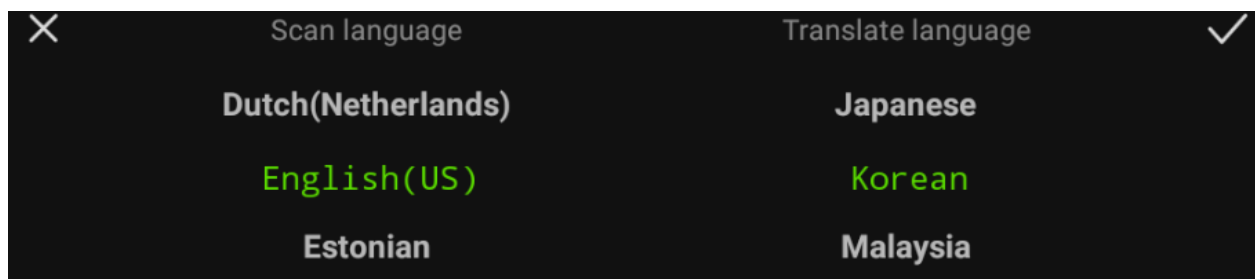 Scan language Translate language
Dutch(Netherlands) Japanese
English(US) Korean
Estonian Malaysia